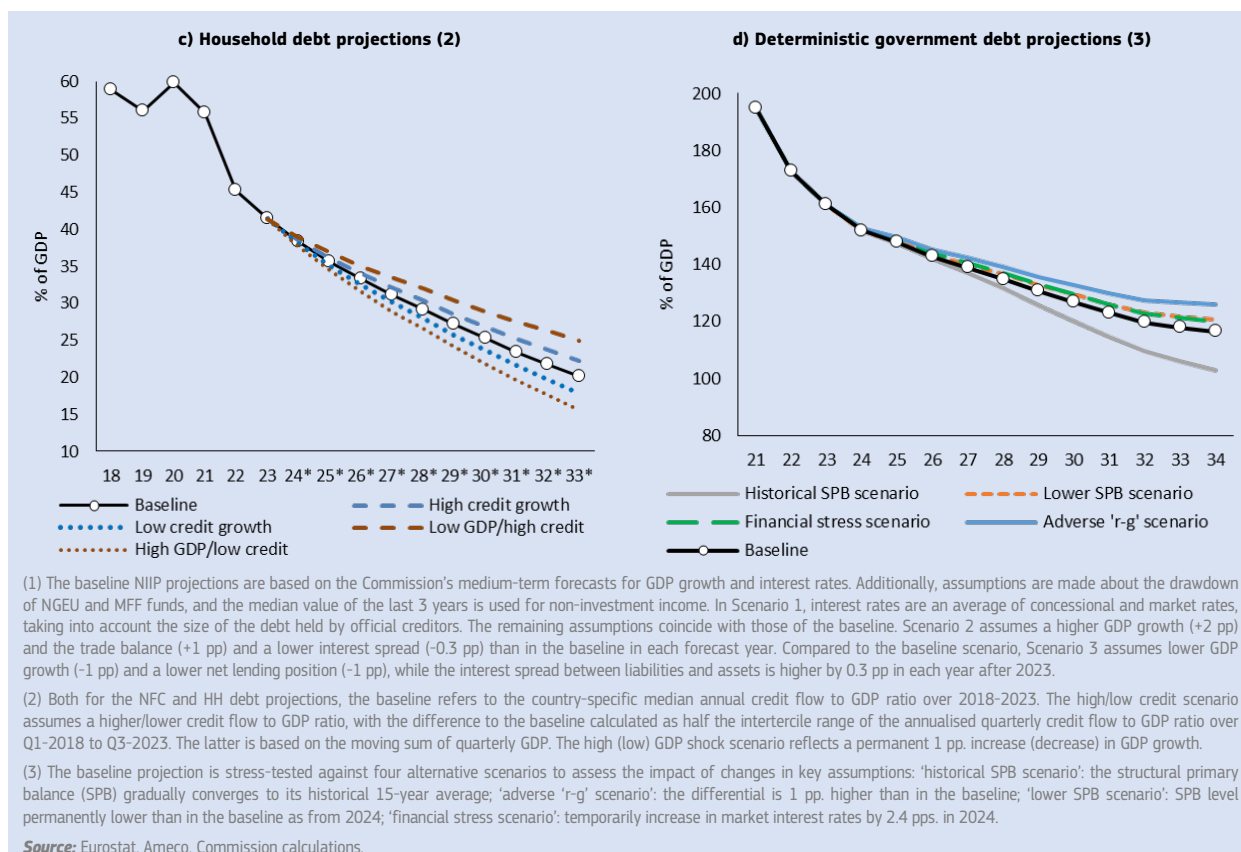 c) Household debt projections (2)
60
55
50
45
40
35
30
25
20
15
10
% of GDP
18 19 20 21 22 23 24* 25* 26* 27* 28* 29* 30* 31* 32* 33*
Baseline
High credit growth
Low credit growth
Low GDP/high credit
High GDP/low credit
d) Deterministic government debt projections (3)
200
180
160
140
120
100
80
% of GDP
21 22 23 24 25 26 27 28 29 30 31 32 33 34
Historical SPB scenario
Lower SPB scenario
Financial stress scenario
Adverse 'r-g' scenario
Baseline
(1) The baseline NIIP projections are based on the Commission's medium-term forecasts for GDP growth and interest rates. Additionally, assumptions are made about the drawdown
of NGEU and MFF funds, and the median value of the last 3 years is used for non-investment income. In Scenario 1, interest rates are an average of concessional and market rates,
taking into account the size of the debt held by official creditors. The remaining assumptions coincide with those of the baseline. Scenario 2 assumes a higher GDP growth (+2 pp)
and the trade balance (+1 pp) and a lower interest spread (-0.3 pp) than in the baseline in each forecast year. Compared to the baseline scenario, Scenario 3 assumes lower GDP
growth (-1 pp) and a lower net lending position (-1 pp), while the interest spread between liabilities and assets is higher by 0.3 pp in each year after 2023.
(2) Both for the NFC and HH debt projections, the baseline refers to the country-specific median annual credit flow to GDP ratio over 2018-2023. The high/low credit scenario
assumes a higher/lower credit flow to GDP ratio, with the difference to the baseline calculated as half the intertercile range of the annualised quarterly credit flow to GDP ratio over
Q1-2018 to Q3-2023. The latter is based on the moving sum of quarterly GDP. The high (low) GDP shock scenario reflects a permanent 1 pp. increase (decrease) in GDP growth.
(3) The baseline projection is stress-tested against four alternative scenarios to assess the impact of changes in key assumptions: 'historical SPB scenario': the structural primary
balance (SPB) gradually converges to its historical 15-year average; 'adverse 'r-g' scenario': the differential is 1 pp. higher than in the baseline; 'lower SPB scenario': SPB level
permanently lower than in the baseline as from 2024; 'financial stress scenario': temporarily increase in market interest rates by 2.4 pps. in 2024.
Source: Eurostat, Ameco, Commission calculations.